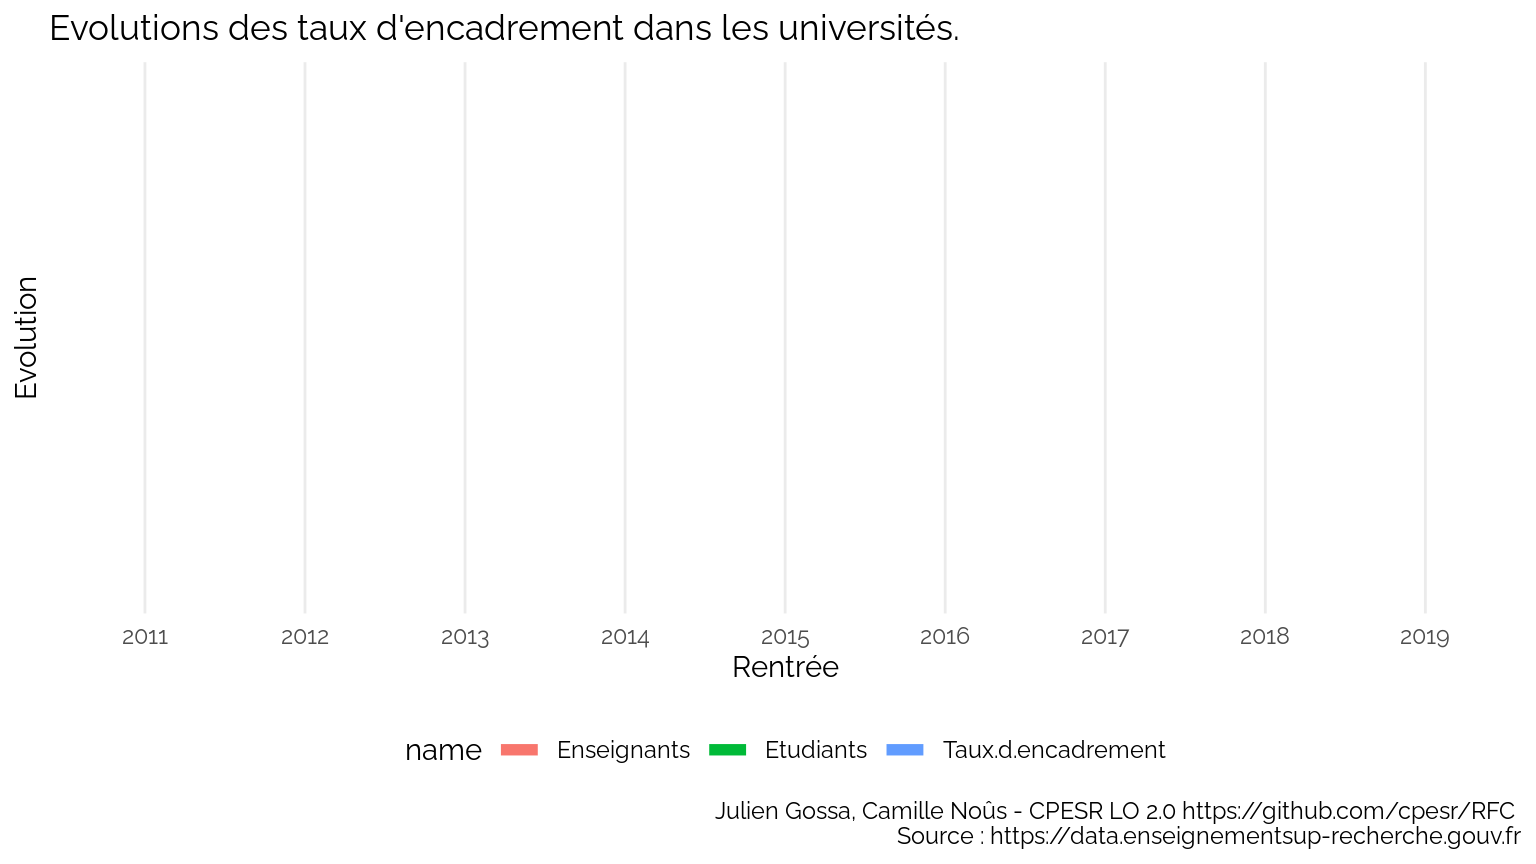 Evolutions des taux d'encadrement dans les universités.
Evolution
2011 2012 2013 2014 2015 2016 2017 2018 2019
Rentrée
name Enseignants Etudiants Taux.d.encadrement
Julien Gossa, Camille Noûs - CPESR LO 2.0 https://github.com/cpesr/RFC
Source : https://data.enseignementsup-recherche.gouv.fr